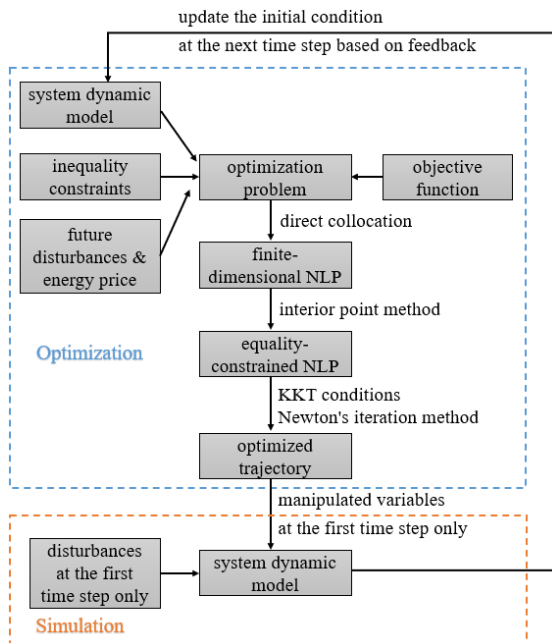 update the initial condition
at the next time step based on feedback
system dynamic
model
inequality
constraints
optimization
problem
objective
function
future
disturbances &
energy price
direct collocation
finite-
dimensional NLP
interior point method
Optimization
equality-
constrained NLP
KKT conditions
Newton's iteration method
optimized
trajectory
manipulated variables
at the first time step only
disturbances
at the first
time step only
system dynamic
model
Simulation